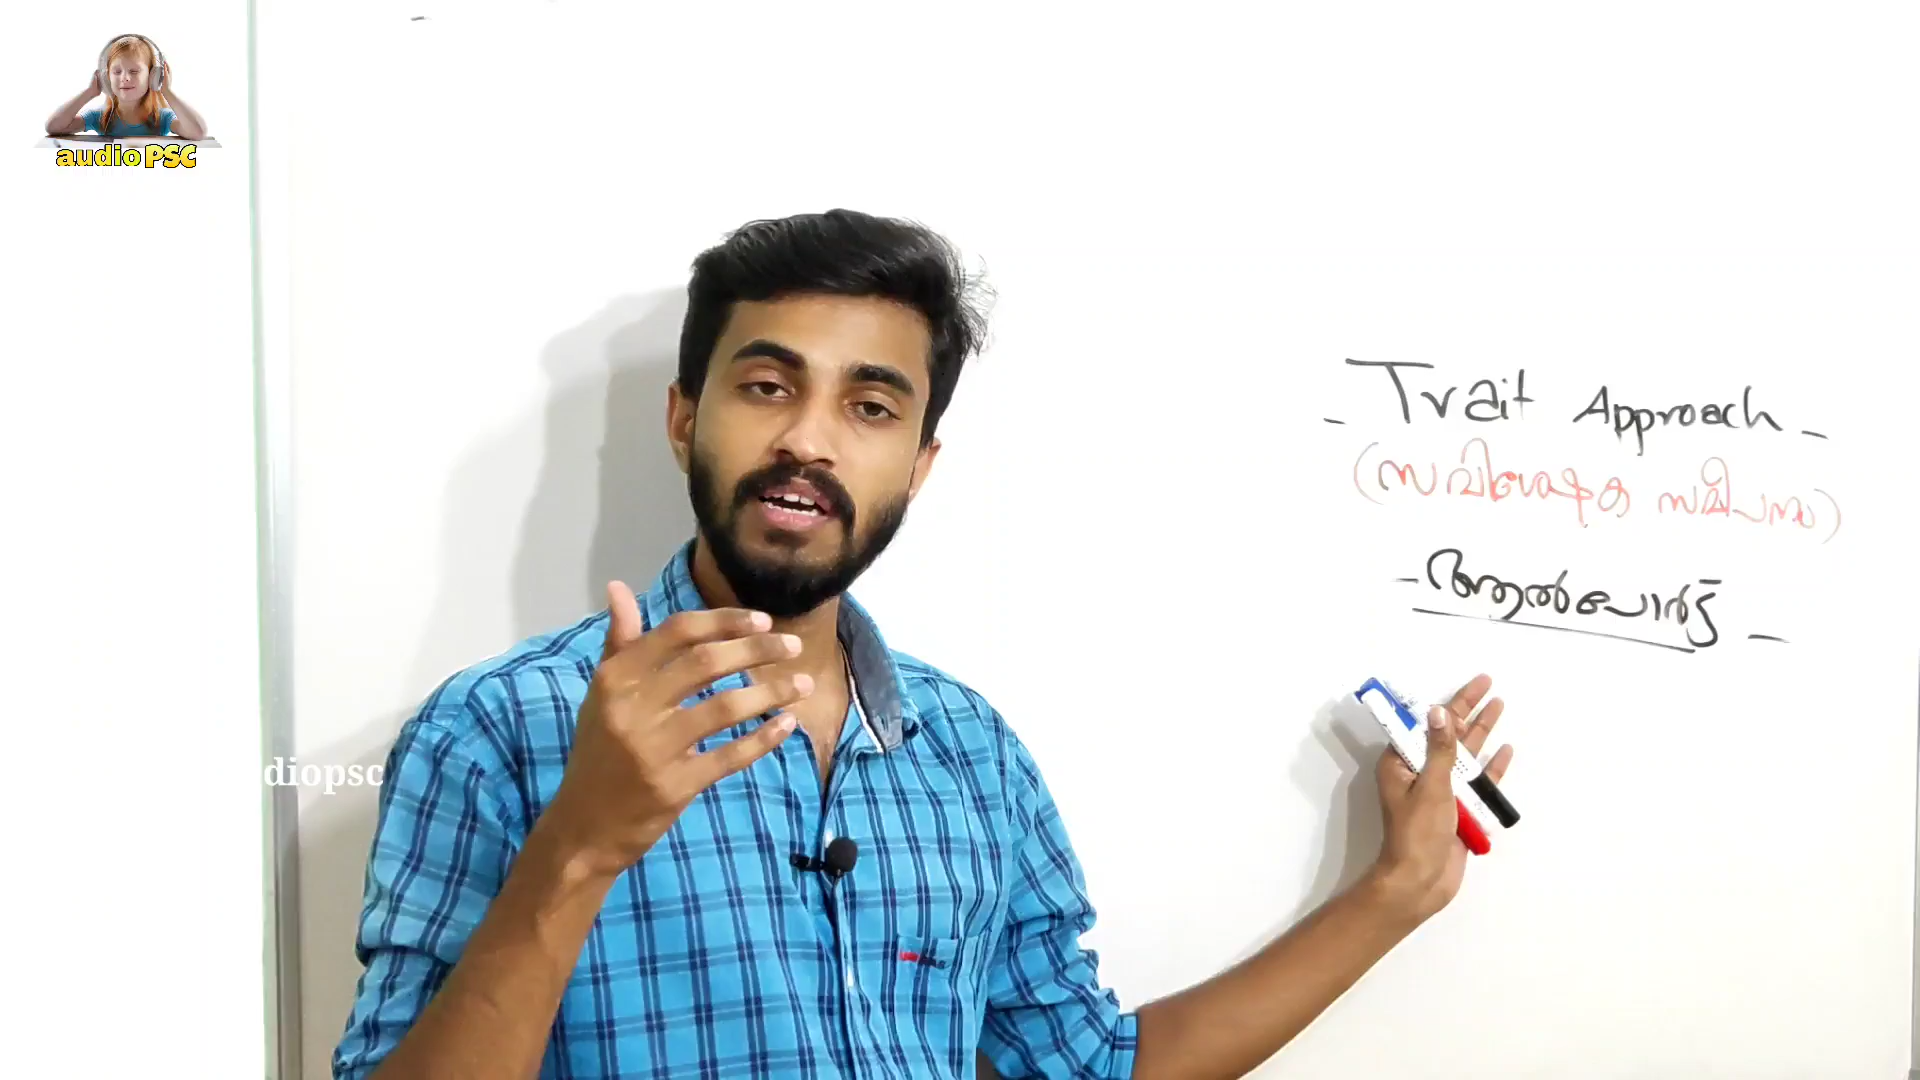 audio PSC
- Trait Approach -
(സവിശേഷക സമീപനം)
- ആൽപോർട്ട് -
diopsc